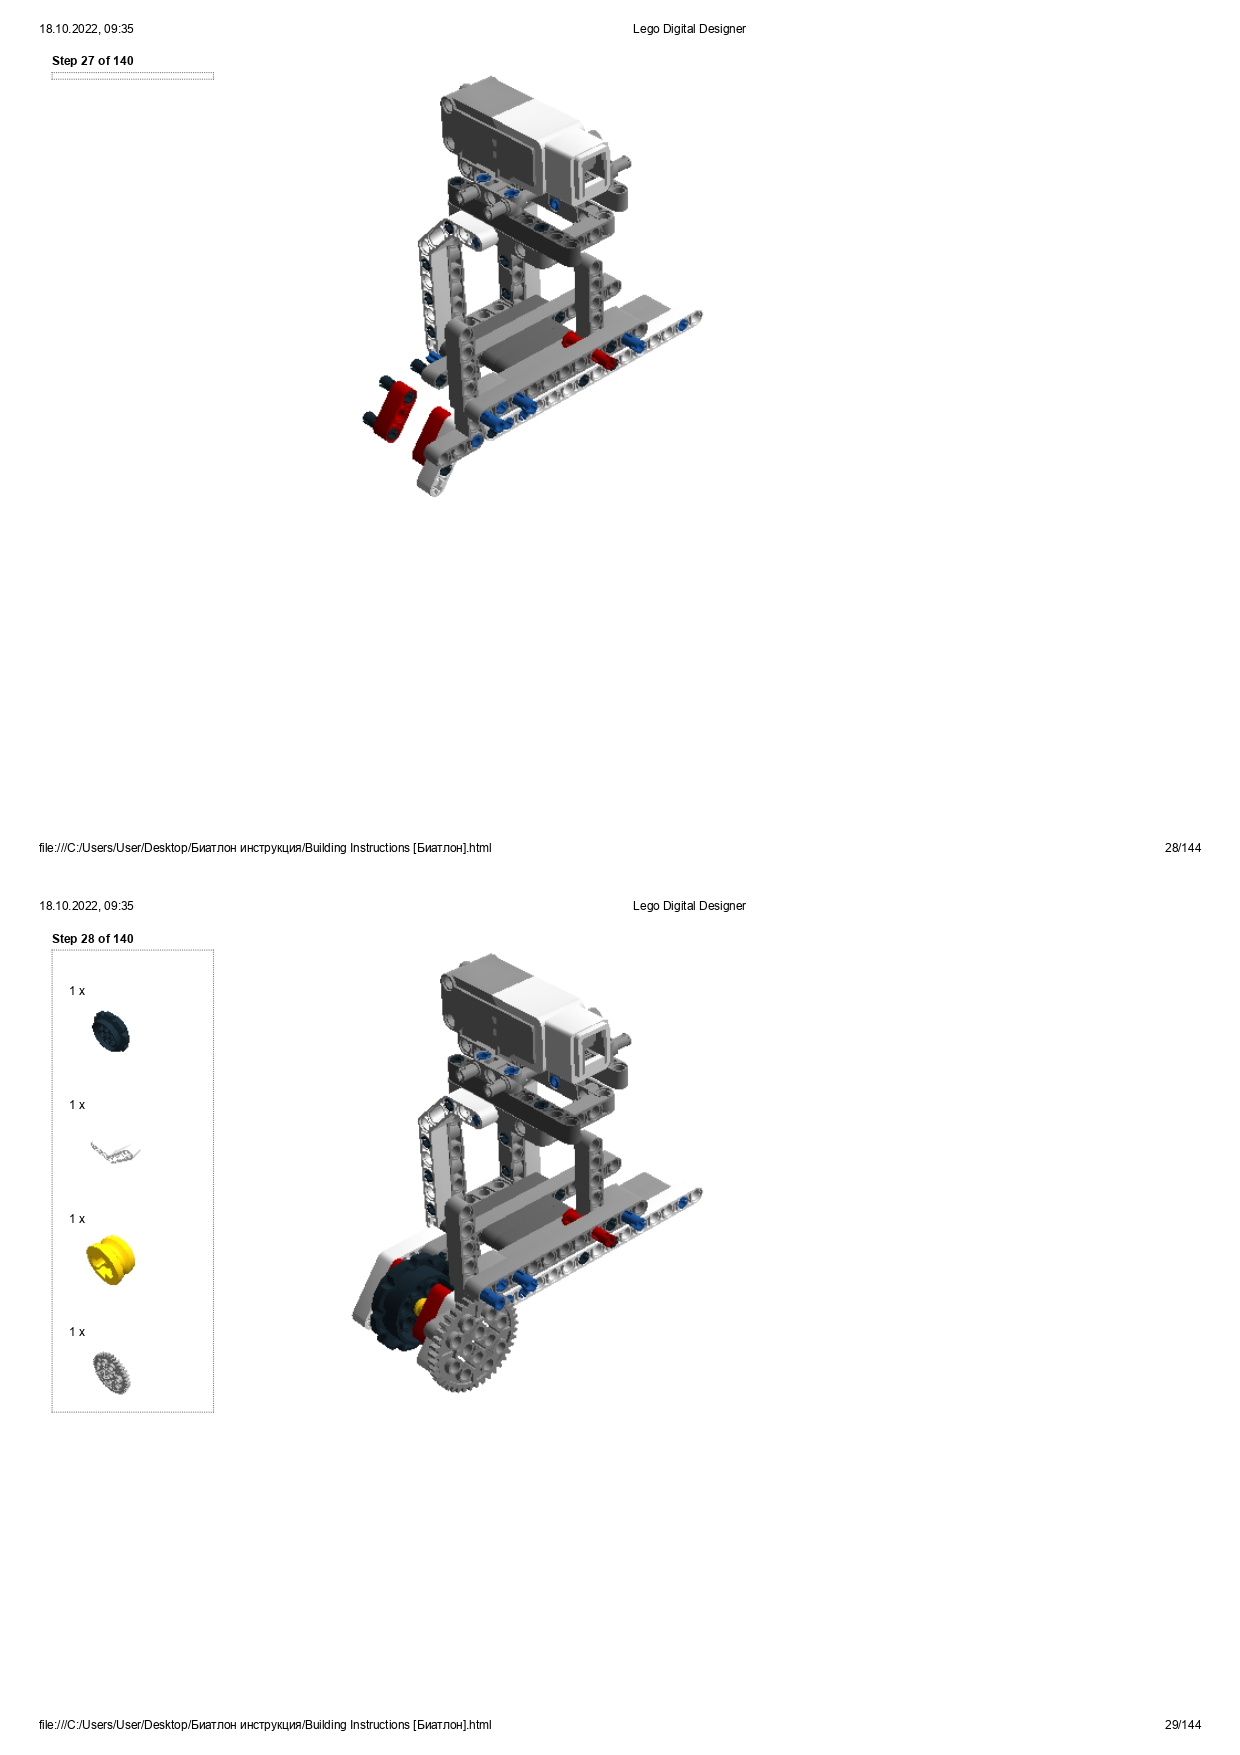 18.10.2022, 09:35
Lego Digital Designer
Step 27 of 140
file:///C:/Users/User/Desktop/Биатлон инструкция/Building Instructions [Биатлон].html
28/144
18.10.2022, 09:35
Lego Digital Designer
Step 28 of 140
1 x
1 x
1 x
1 x
file:///C:/Users/User/Desktop/Биатлон инструкция/Building Instructions [Биатлон].html
29/144